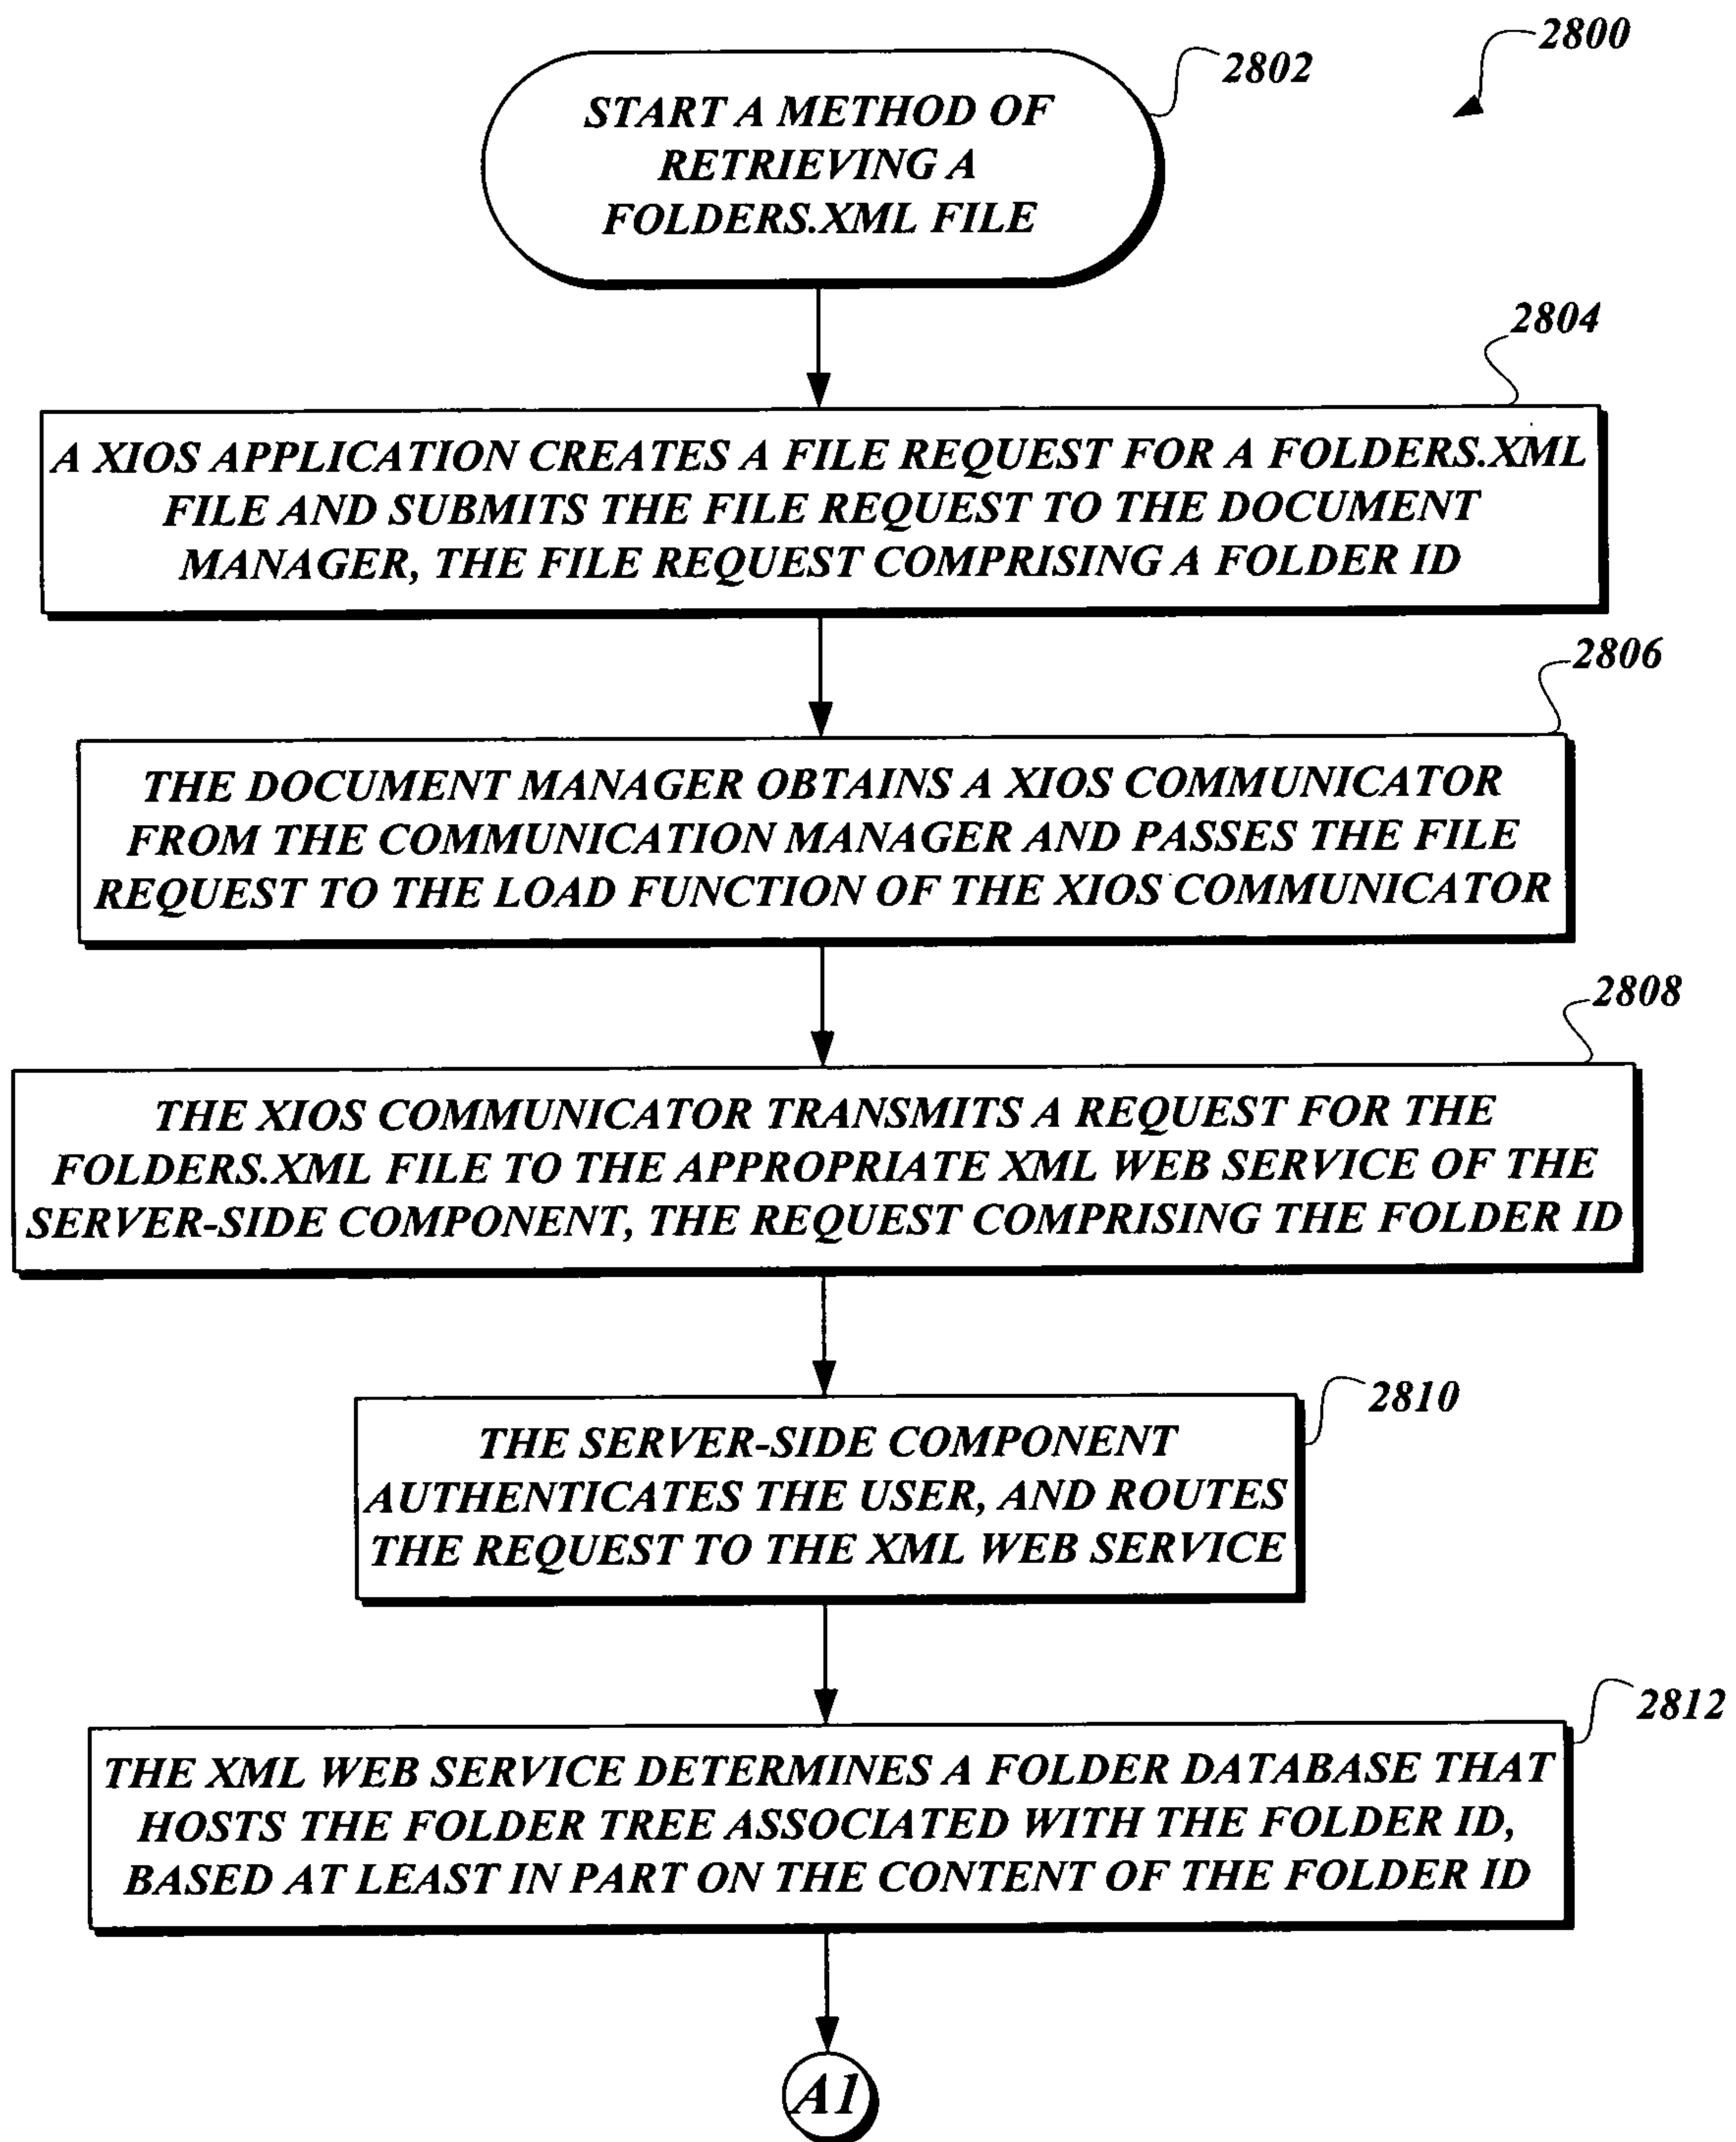 2800
2802
START A METHOD OF
RETRIEVING A
FOLDERS.XML FILE
2804
A XIOS APPLICATION CREATES A FILE REQUEST FOR A FOLDERS.XML
FILE AND SUBMITS THE FILE REQUEST TO THE DOCUMENT
MANAGER, THE FILE REQUEST COMPRISING A FOLDER ID
2806
THE DOCUMENT MANAGER OBTAINS A XIOS COMMUNICATOR
FROM THE COMMUNICATION MANAGER AND PASSES THE FILE
REQUEST TO THE LOAD FUNCTION OF THE XIOS COMMUNICATOR
2808
THE XIOS COMMUNICATOR TRANSMITS A REQUEST FOR THE
FOLDERS.XML FILE TO THE APPROPRIATE XML WEB SERVICE OF THE
SERVER-SIDE COMPONENT, THE REQUEST COMPRISING THE FOLDER ID
2810
THE SERVER-SIDE COMPONENT
AUTHENTICATES THE USER, AND ROUTES
THE REQUEST TO THE XML WEB SERVICE
2812
THE XML WEB SERVICE DETERMINES A FOLDER DATABASE THAT
HOSTS THE FOLDER TREE ASSOCIATED WITH THE FOLDER ID,
BASED AT LEAST IN PART ON THE CONTENT OF THE FOLDER ID
A1